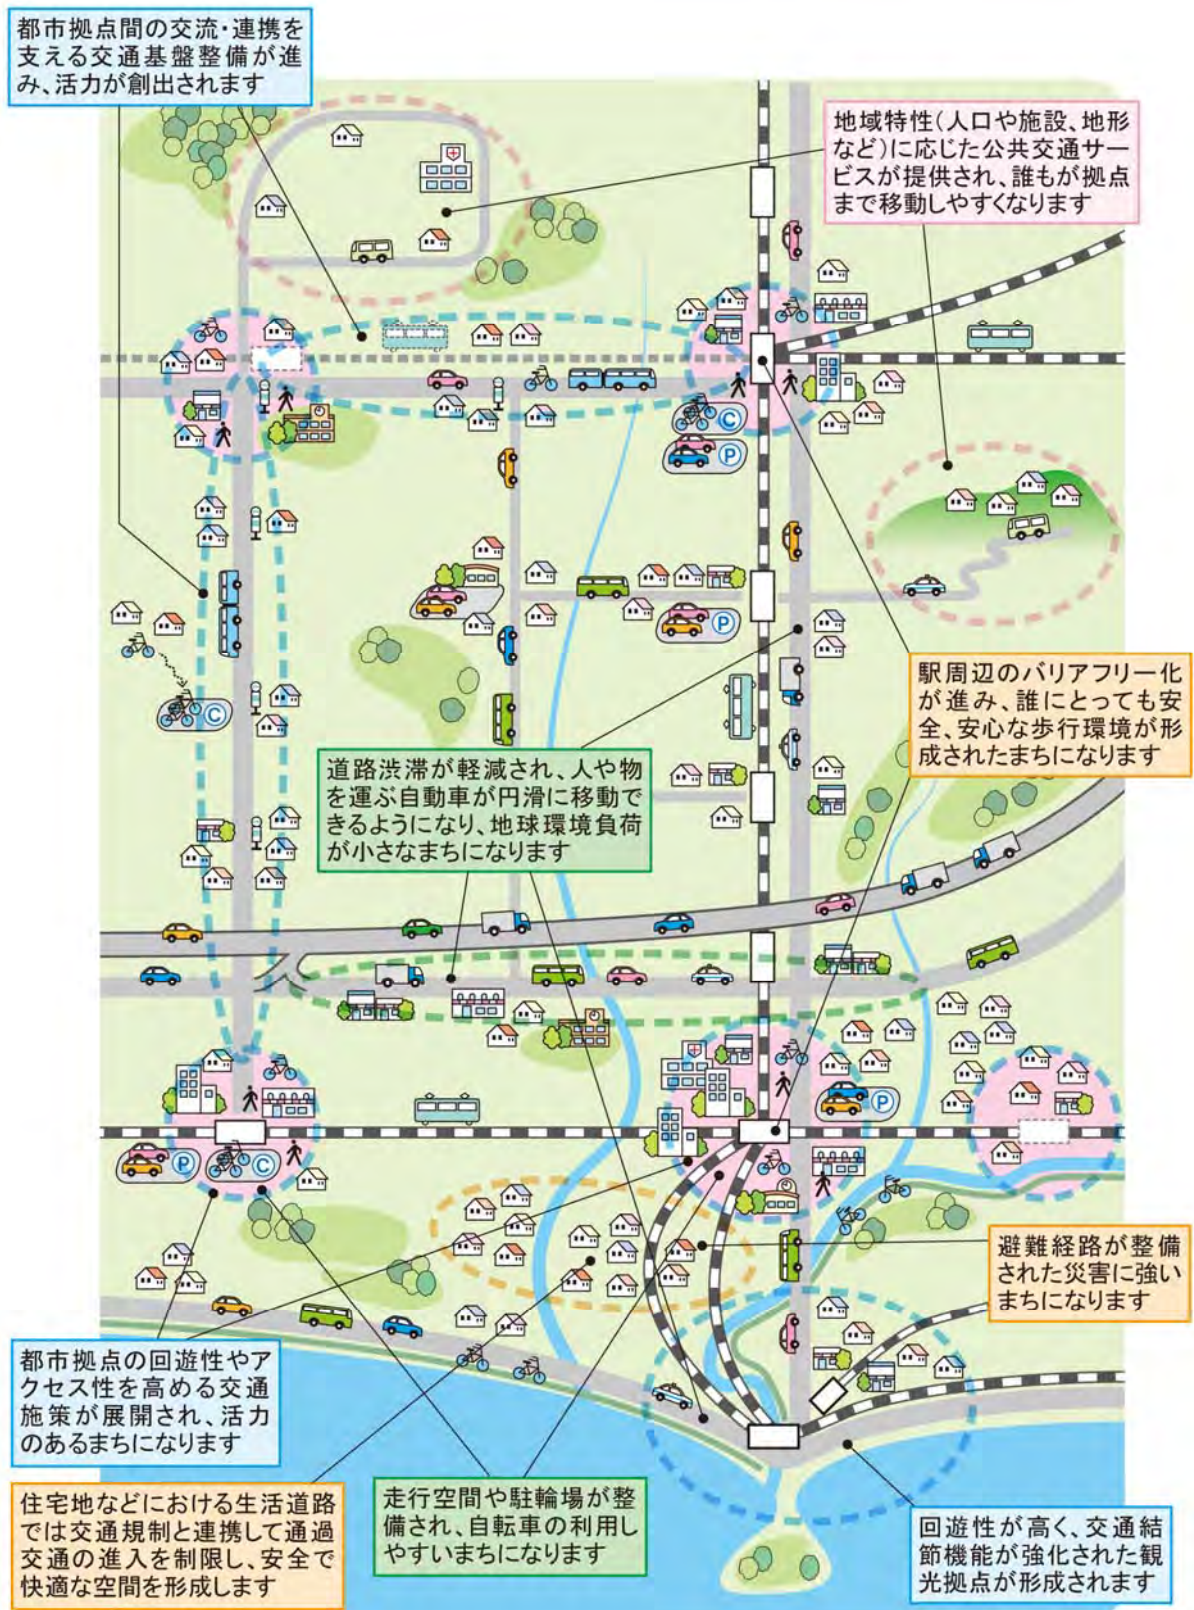 都市拠点間の交流・連携を
支える交通基盤整備が進
み、活力が創出されます
地域特性(人口や施設、地形
など)に応じた公共交通サー
ビスが提供され、誰もが拠点
まで移動しやすくなります
C
P
P
C
駅周辺のバリアフリー化
が進み、誰にとっても安
全、安心な歩行環境が形
成されたまちになります
道路渋滞が軽減され、人や物
を運ぶ自動車が円滑に移動で
きるようになり、地球環境負荷
が小さなまちになります
P
P
C
避難経路が整備
された災害に強い
まちになります
都市拠点の回遊性やア
クセス性を高める交通
施策が展開され、活力
のあるまちになります
住宅地などにおける生活道路
では交通規制と連携して通過
交通の進入を制限し、安全で
快適な空間を形成します
走行空間や駐輪場が整
備され、自転車の利用し
やすいまちになります
回遊性が高く、交通結
節機能が強化された観
光拠点が形成されます